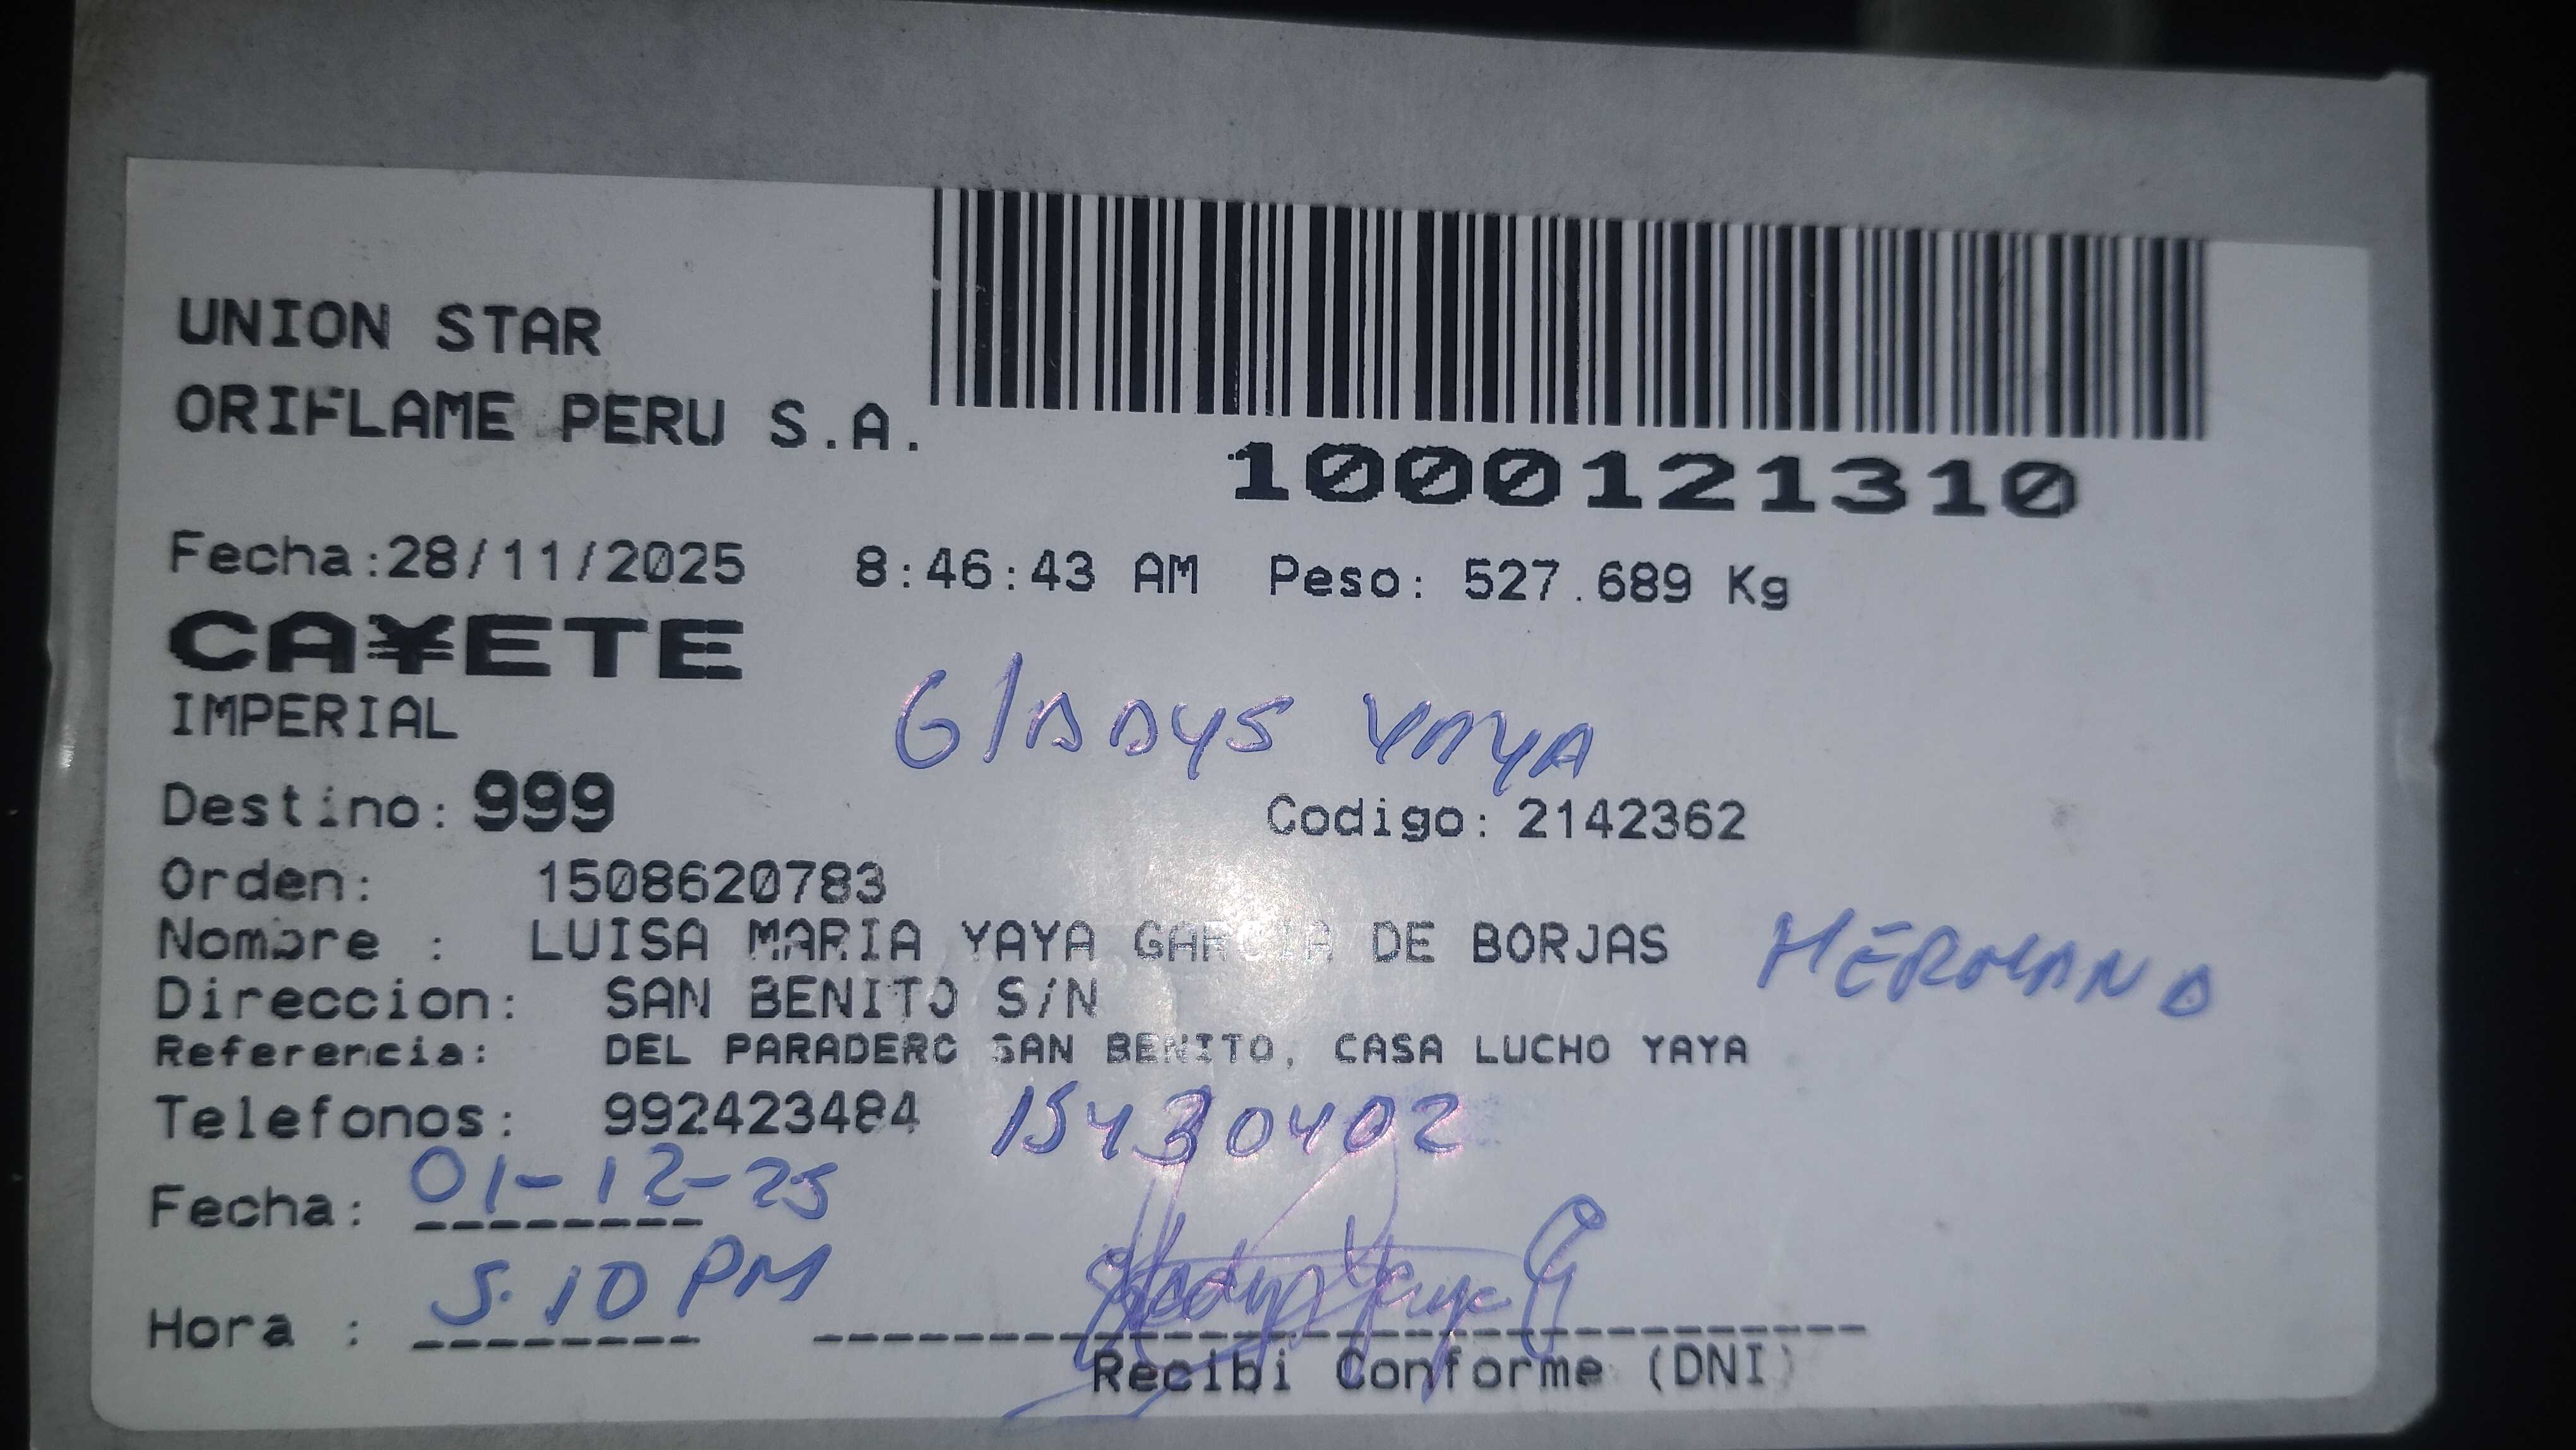 UNION STAR
ORIFLAME PERU S.A.
1000121310
Fecha:28/11/2025 8:46:43 AM Peso: 527.689 Kg
CA¥ETE
IMPERIAL
GLADYS YAYA
Destino: 999 Codigo: 2142362
Orden: 1508620783
Nombre : LUISA MARIA YAYA GARCIA DE BORJAS HERMANA
Direccion: SAN BENITO S/N
Referencia: DEL PARADERO SAN BENITO, CASA LUCHO YAYA
Telefonos: 992423484 15430402
Fecha: 01-12-25
Hora : 5.10 PM
Recibi Conforme (DNI)